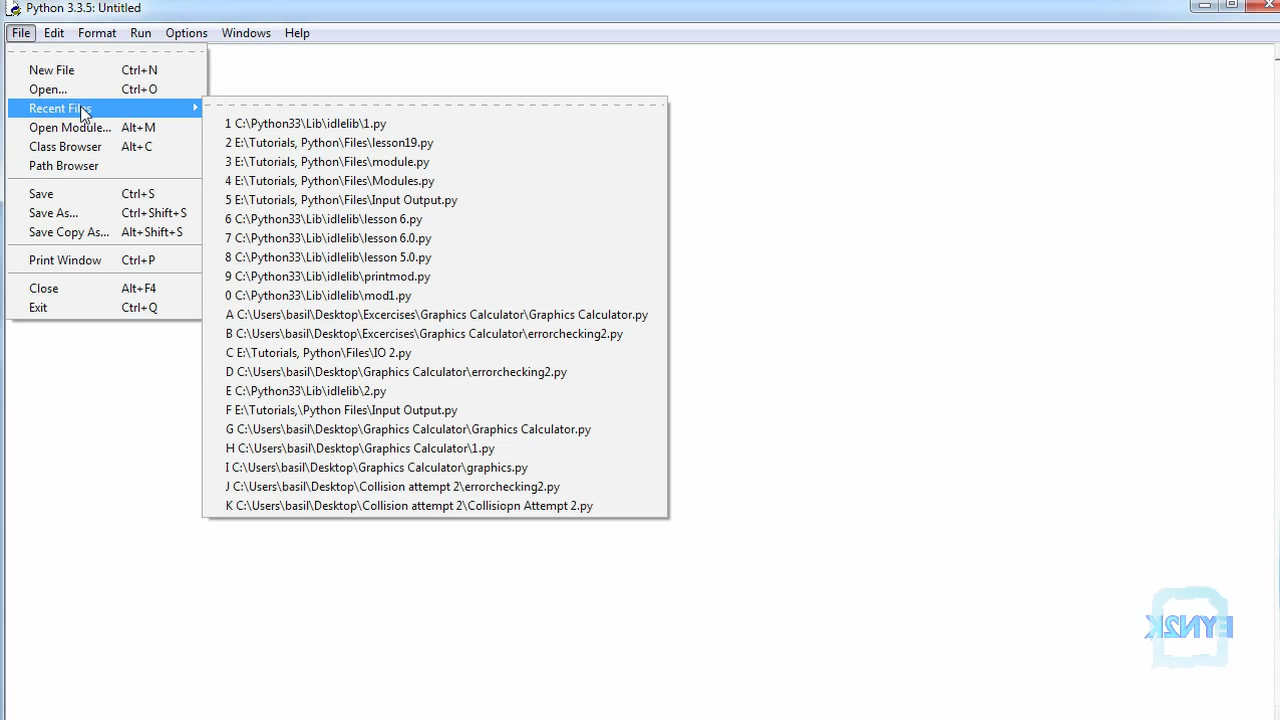 Python 3.3.5: Untitled
File Edit Format Run Options Windows Help
New File Ctrl+N
Open... Ctrl+O
Recent Files
Open Module... Alt+M
Class Browser Alt+C
Path Browser
Save Ctrl+S
Save As... Ctrl+Shift+S
Save Copy As... Alt+Shift+S
Print Window Ctrl+P
Close Alt+F4
Exit Ctrl+Q
1 C:\Python33\Lib\idlelib\1.py
2 E:\Tutorials, Python\Files\lesson19.py
3 E:\Tutorials, Python\Files\module.py
4 E:\Tutorials, Python\Files\Modules.py
5 E:\Tutorials, Python\Files\Input Output.py
6 C:\Python33\Lib\idlelib\lesson 6.py
7 C:\Python33\Lib\idlelib\lesson 6.0.py
8 C:\Python33\Lib\idlelib\lesson 5.0.py
9 C:\Python33\Lib\idlelib\printmod.py
0 C:\Python33\Lib\idlelib\mod1.py
A C:\Users\basil\Desktop\Excercises\Graphics Calculator\Graphics Calculator.py
B C:\Users\basil\Desktop\Excercises\Graphics Calculator\errorchecking2.py
C E:\Tutorials, Python\Files\IO 2.py
D C:\Users\basil\Desktop\Graphics Calculator\errorchecking2.py
E C:\Python33\Lib\idlelib\2.py
F E:\Tutorials,\Python Files\Input Output.py
G C:\Users\basil\Desktop\Graphics Calculator\Graphics Calculator.py
H C:\Users\basil\Desktop\Graphics Calculator\1.py
I C:\Users\basil\Desktop\Graphics Calculator\graphics.py
J C:\Users\basil\Desktop\Collision attempt 2\errorchecking2.py
K C:\Users\basil\Desktop\Collision attempt 2\Collisiopn Attempt 2.py